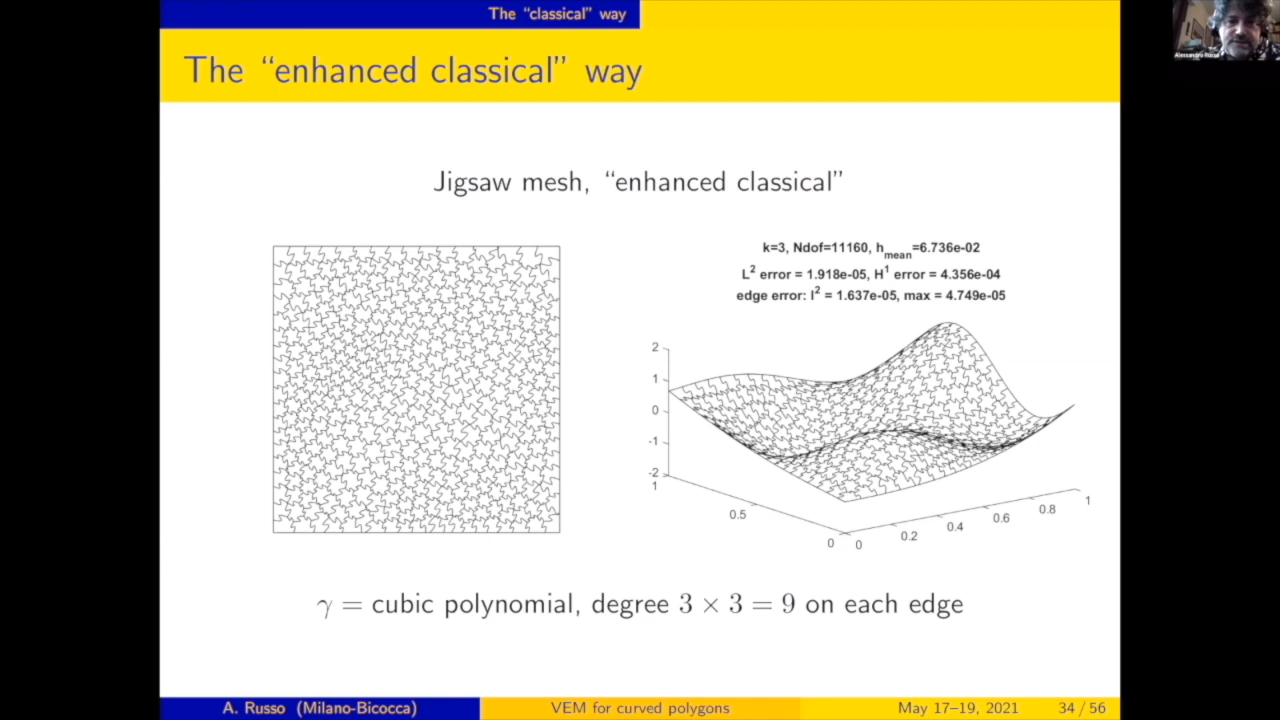 The “classical” way
Alessandro Russo
The “enhanced classical” way
Jigsaw mesh, “enhanced classical”
k=3, Ndof=11160, hmean=6.736e-02
L2 error = 1.918e-05, H1 error = 4.356e-04
edge error: l2 = 1.637e-05, max = 4.749e-05
2
1
0
-1
-2
1
0.5
0
0
0.2
0.4
0.6
0.8
1
γ = cubic polynomial, degree 3 × 3 = 9 on each edge
A. Russo (Milano-Bicocca)
VEM for curved polygons
May 17–19, 2021
34 / 56